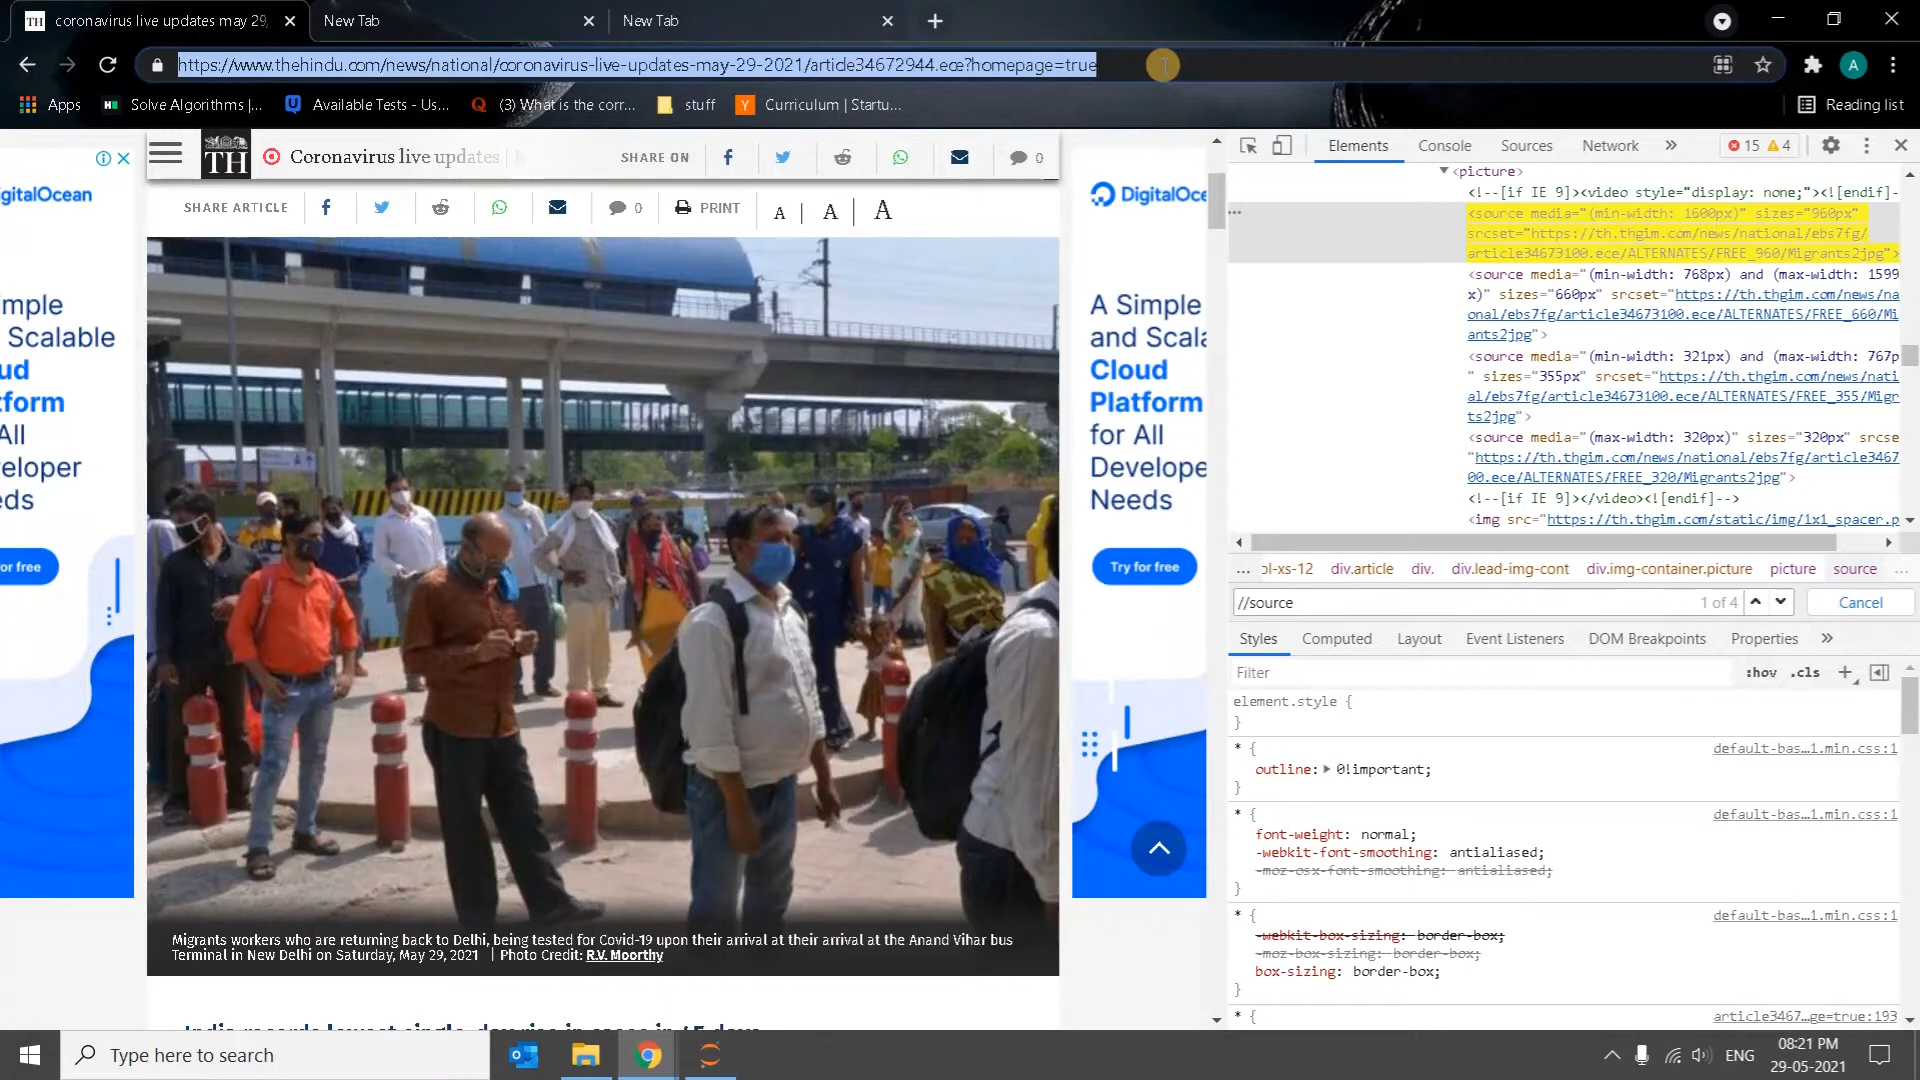 coronavirus live updates may 29,
New Tab
New Tab
https://www.thehindu.com/news/national/coronavirus-live-updates-may-29-2021/article34672944.ece?homepage=true
A
Apps
Solve Algorithms |...
Available Tests - Us...
(3) What is the corr...
stuff
Curriculum | Startu...
Reading list
TH
Coronavirus live updates |
SHARE ON
0
SHARE ARTICLE
0
PRINT
A | A | A
igitalOcean
imple
Scalable
ud
tform
All
veloper
eds
or free
DigitalOce
A Simple
and Scala
Cloud
Platform
for All
Develope
Needs
Try for free
Migrants workers who are returning back to Delhi, being tested for Covid-19 upon their arrival at their arrival at the Anand Vihar bus
Terminal in New Delhi on Saturday, May 29, 2021 | Photo Credit: R.V. Moorthy
Elements
Console
Sources
Network
15
4
<picture>
<!--[if IE 9]><video style="display: none;"><![endif]-
<source media="(min-width: 1600px)" sizes="960px"
srcset="https://th.thgim.com/news/national/ebs7fg/
article34673100.ece/ALTERNATES/FREE_960/Migrants2jpg">
<source media="(min-width: 768px) and (max-width: 1599
x)" sizes="660px" srcset="https://th.thgim.com/news/na
onal/ebs7fg/article34673100.ece/ALTERNATES/FREE_660/Mi
ants2jpg">
<source media="(min-width: 321px) and (max-width: 767p
" sizes="355px" srcset="https://th.thgim.com/news/nati
al/ebs7fg/article34673100.ece/ALTERNATES/FREE_355/Migr
ts2jpg">
<source media="(max-width: 320px)" sizes="320px" srcse
"https://th.thgim.com/news/national/ebs7fg/article3467
00.ece/ALTERNATES/FREE_320/Migrants2jpg">
<!--[if IE 9]></video><![endif]-->
<img src="https://th.thgim.com/static/img/1x1_spacer.p
... ol-xs-12 div.article div. div.lead-img-cont div.img-container.picture picture source ...
//source
1 of 4
Cancel
Styles
Computed
Layout
Event Listeners
DOM Breakpoints
Properties
Filter
:hov .cls
element.style {
}
* {
default-bas...1.min.css:1
outline: 0!important;
}
* {
default-bas...1.min.css:1
font-weight: normal;
-webkit-font-smoothing: antialiased;
-moz-osx-font-smoothing: antialiased;
}
* {
default-bas...1.min.css:1
-webkit-box-sizing: border-box;
-moz-box-sizing: border-box;
box-sizing: border-box;
}
* {
article3467...ge=true:193
Type here to search
ENG
08:21 PM
29-05-2021